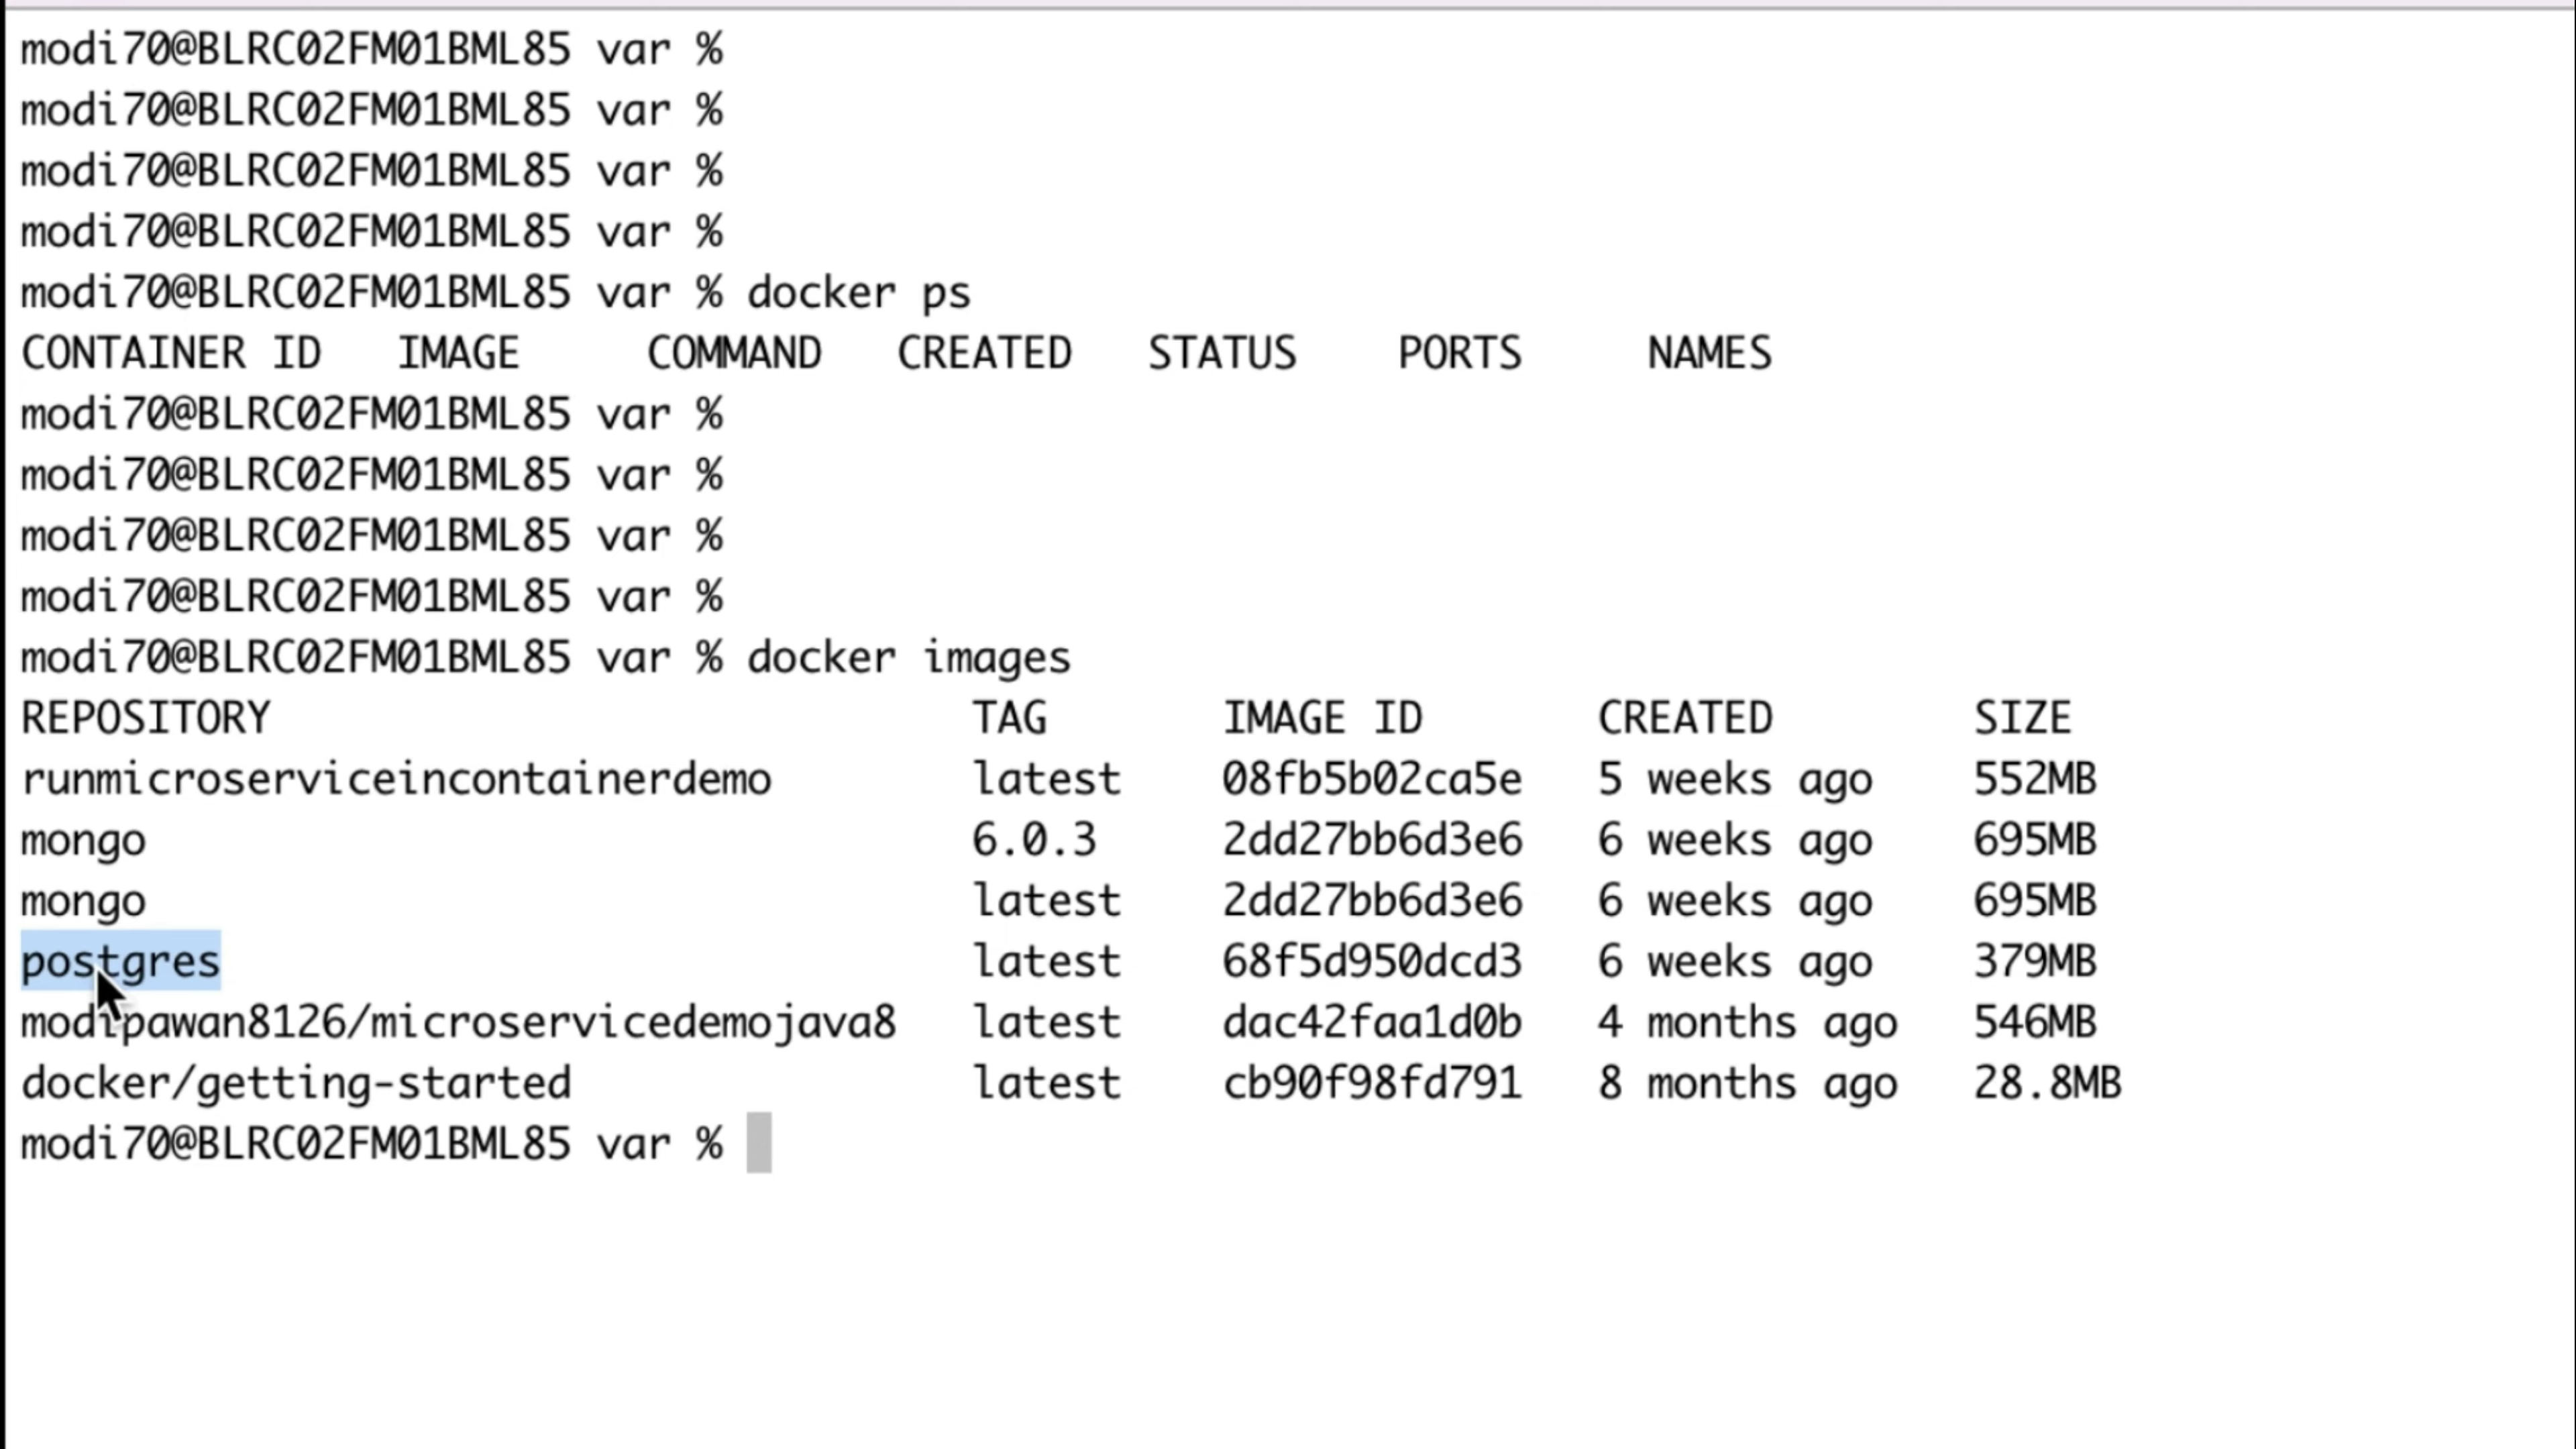 modi70@BLRC02FM01BML85 var %
modi70@BLRC02FM01BML85 var %
modi70@BLRC02FM01BML85 var %
modi70@BLRC02FM01BML85 var %
modi70@BLRC02FM01BML85 var % docker ps
CONTAINER ID   IMAGE     COMMAND   CREATED   STATUS    PORTS     NAMES
modi70@BLRC02FM01BML85 var %
modi70@BLRC02FM01BML85 var %
modi70@BLRC02FM01BML85 var %
modi70@BLRC02FM01BML85 var %
modi70@BLRC02FM01BML85 var % docker images
REPOSITORY                            TAG       IMAGE ID       CREATED        SIZE
runmicroserviceincontainerdemo        latest    08fb5b02ca5e   5 weeks ago    552MB
mongo                                 6.0.3     2dd27bb6d3e6   6 weeks ago    695MB
mongo                                 latest    2dd27bb6d3e6   6 weeks ago    695MB
postgres                              latest    68f5d950dcd3   6 weeks ago    379MB
modipawan8126/microservicedemojava8   latest    dac42faa1d0b   4 months ago   546MB
docker/getting-started                latest    cb90f98fd791   8 months ago   28.8MB
modi70@BLRC02FM01BML85 var %